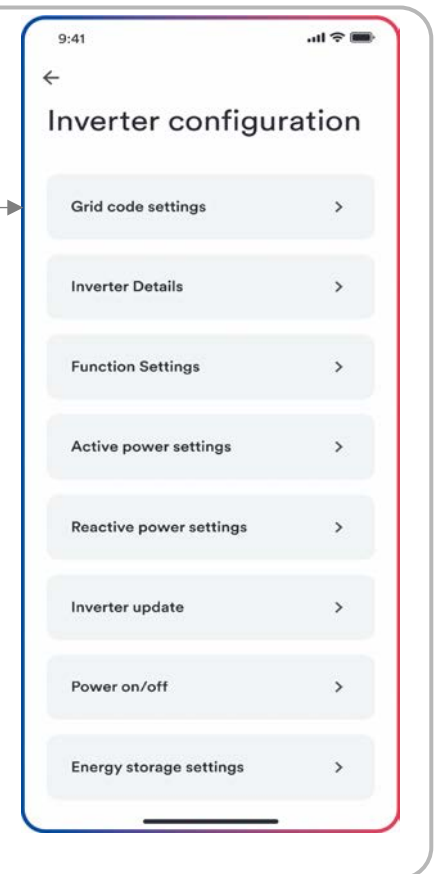 9:41
Inverter configuration
Grid code settings
Inverter Details
Function Settings
Active power settings
Reactive power settings
Inverter update
Power on/off
Energy storage settings